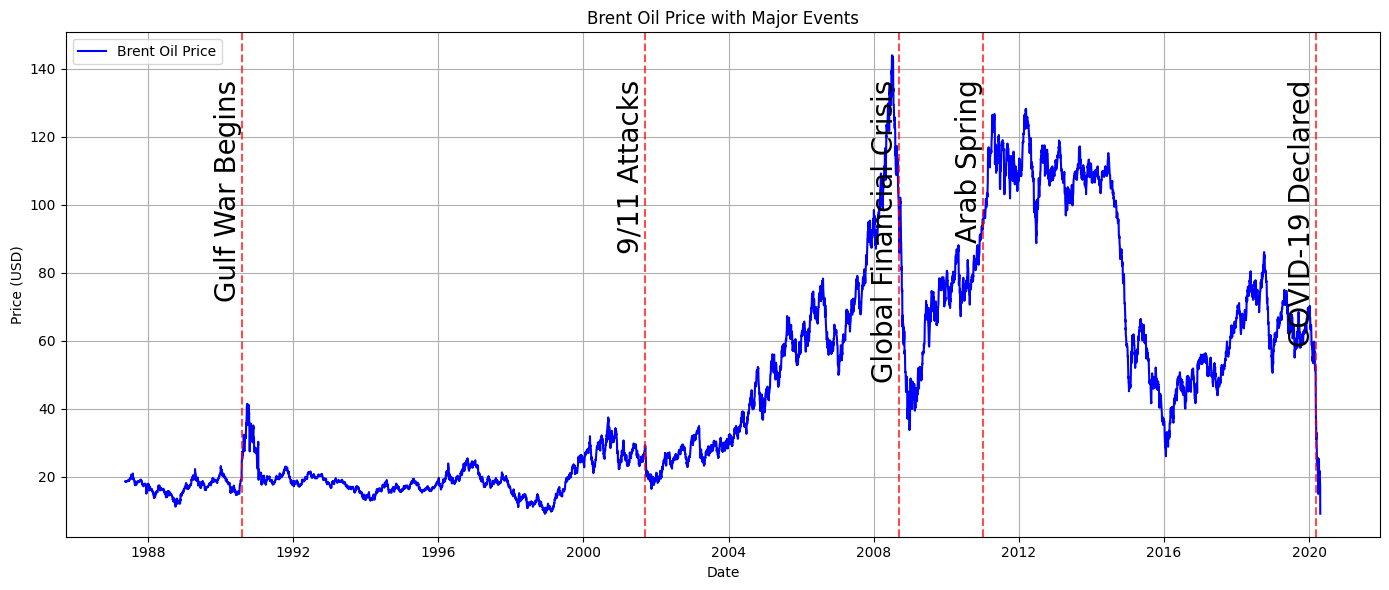 Brent Oil Price with Major Events
Brent Oil Price
Gulf War Begins
9/11 Attacks
Global Financial Crisis
Arab Spring
COVID-19 Declared
Price (USD)
140
120
100
80
60
40
20
1988
1992
1996
2000
2004
2008
2012
2016
2020
Date